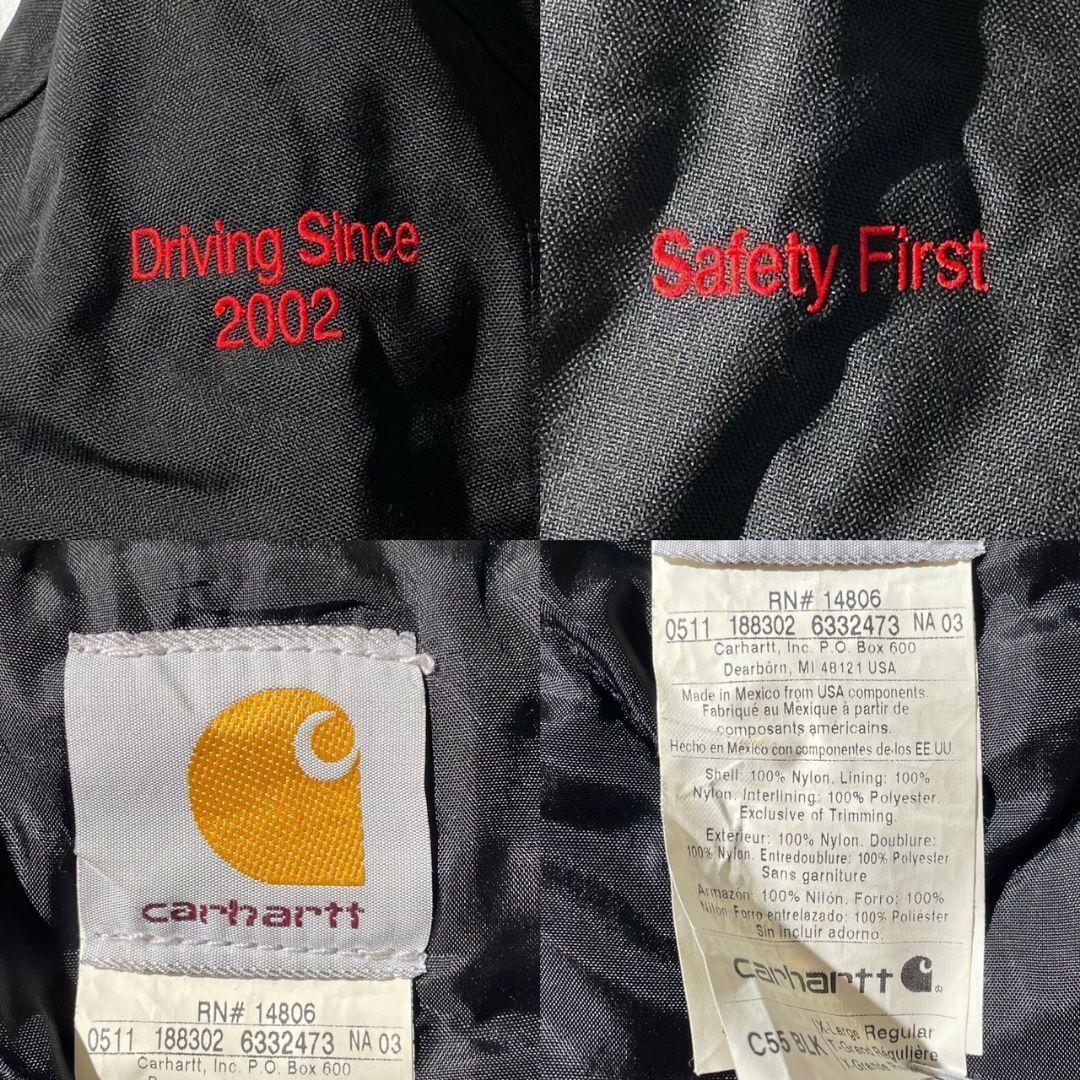 Driving Since
2002
Safety First
carhartt
RN# 14806
0511 188302 6332473 NA 03
Carhartt, Inc. P.O. Box 600
RN# 14806
0511 188302 6332473 NA 03
Carhartt, Inc. P.O. Box 600
Dearborn, MI 48121 USA
Made in Mexico from USA components.
Fabriqué au Mexique à partir de
composants américains.
Hecho en México con componentes de los EE.UU.
Shell: 100% Nylon. Lining: 100%
Nylon. Interlining: 100% Polyester.
Exclusive of Trimming.
Exterieur: 100% Nylon. Doublure:
100% Nylon. Entredoublure: 100% Polyester
Sans garniture
Armazón: 100% Nilón. Forro: 100%
Nilón Forro entrelazado: 100% Poliéster
Sin incluir adorno.
carhartt
C55 BLK
X-Large Regular
T-Grand Régulière